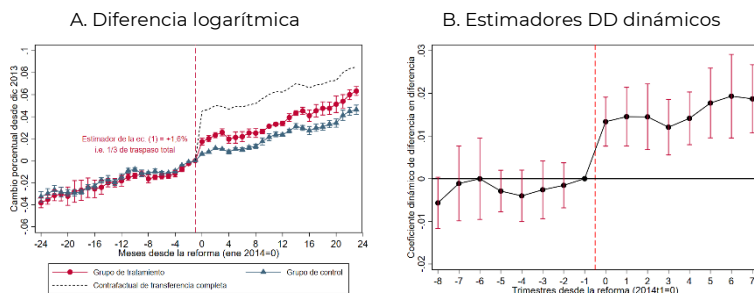 A. Diferencia logarítmica
Cambio porcentual desde dic 2013
.1
.08
.06
.04
.02
0
-.02
-.04
-.06
Estimador de la ec. (1) = +1.6%
i.e. 1/3 de traspaso total
-24 -20 -16 -12 -8 -4 0 4 8 12 16 20 24
Meses desde la reforma (ene 2014=0)
Grupo de tratamiento
Grupo de control
Contrafactual de transferencia completa
B. Estimadores DD dinámicos
Coeficiente dinámico de diferencia en diferencia
.03
.02
.01
0
-.01
-.02
-8 -7 -6 -5 -4 -3 -2 -1 0 1 2 3 4 5 6 7
Trimestres desde la reforma (2014t1=0)